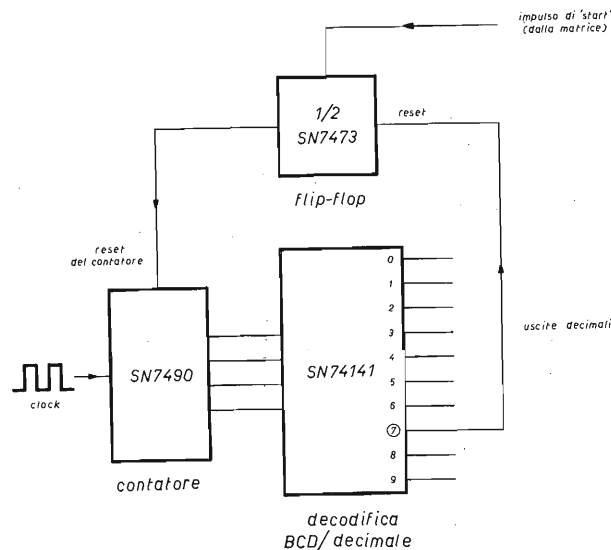 impulso di 'start'
(dalla matrice)
1/2
SN7473
reset
flip-flop
reset
del contatore
0
1
2
3
4
5
6
7
8
9
SN74141
uscite decimali
SN7490
clock
contatore
decodifica
BCD/decimale